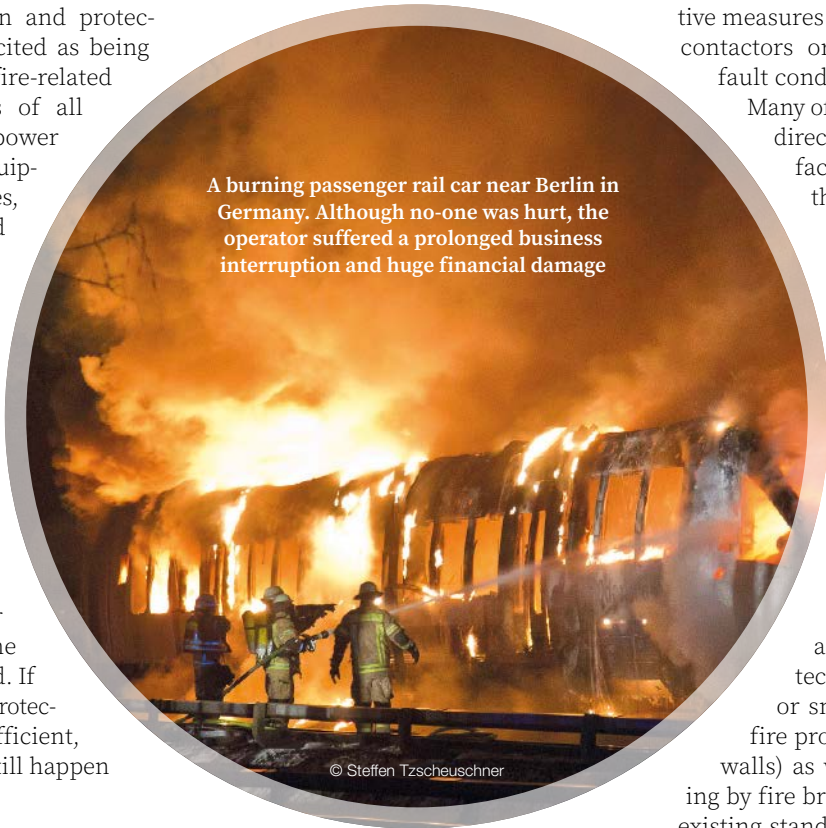 n and protec-
cited as being
fire-related
s of all
power
uip-
es,
d
ne
d. If
rotec-
fficient,
till happen
A burning passenger rail car near Berlin in
Germany. Although no-one was hurt, the
operator suffered a prolonged business
interruption and huge financial damage
© Steffen Tzscheuschner
tive measures
contactors or
fault cond
Many of
direc
fac
th
a
tec
or sm
fire pro
walls) as
ing by fire br
existing stand